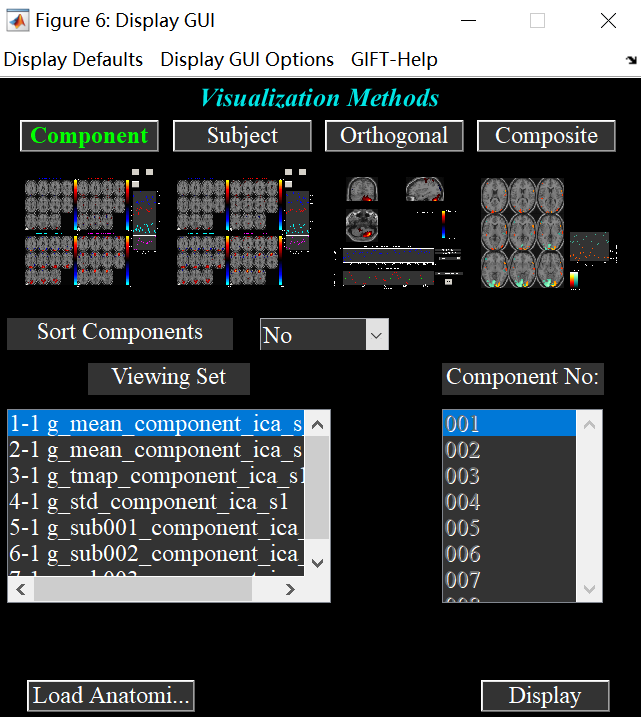 Figure 6: Display GUI
Display Defaults Display GUI Options GIFT-Help
Visualization Methods
Component Subject Orthogonal Composite
Sort Components No
Viewing Set Component No:
1-1 g_mean_component_ica_s
2-1 g_mean_component_ica_s
3-1 g_tmap_component_ica_s1
4-1 g_std_component_ica_s1
5-1 g_sub001_component_ica_
6-1 g_sub002_component_ica_
001
002
003
004
005
006
007
Load Anatomi...
Display